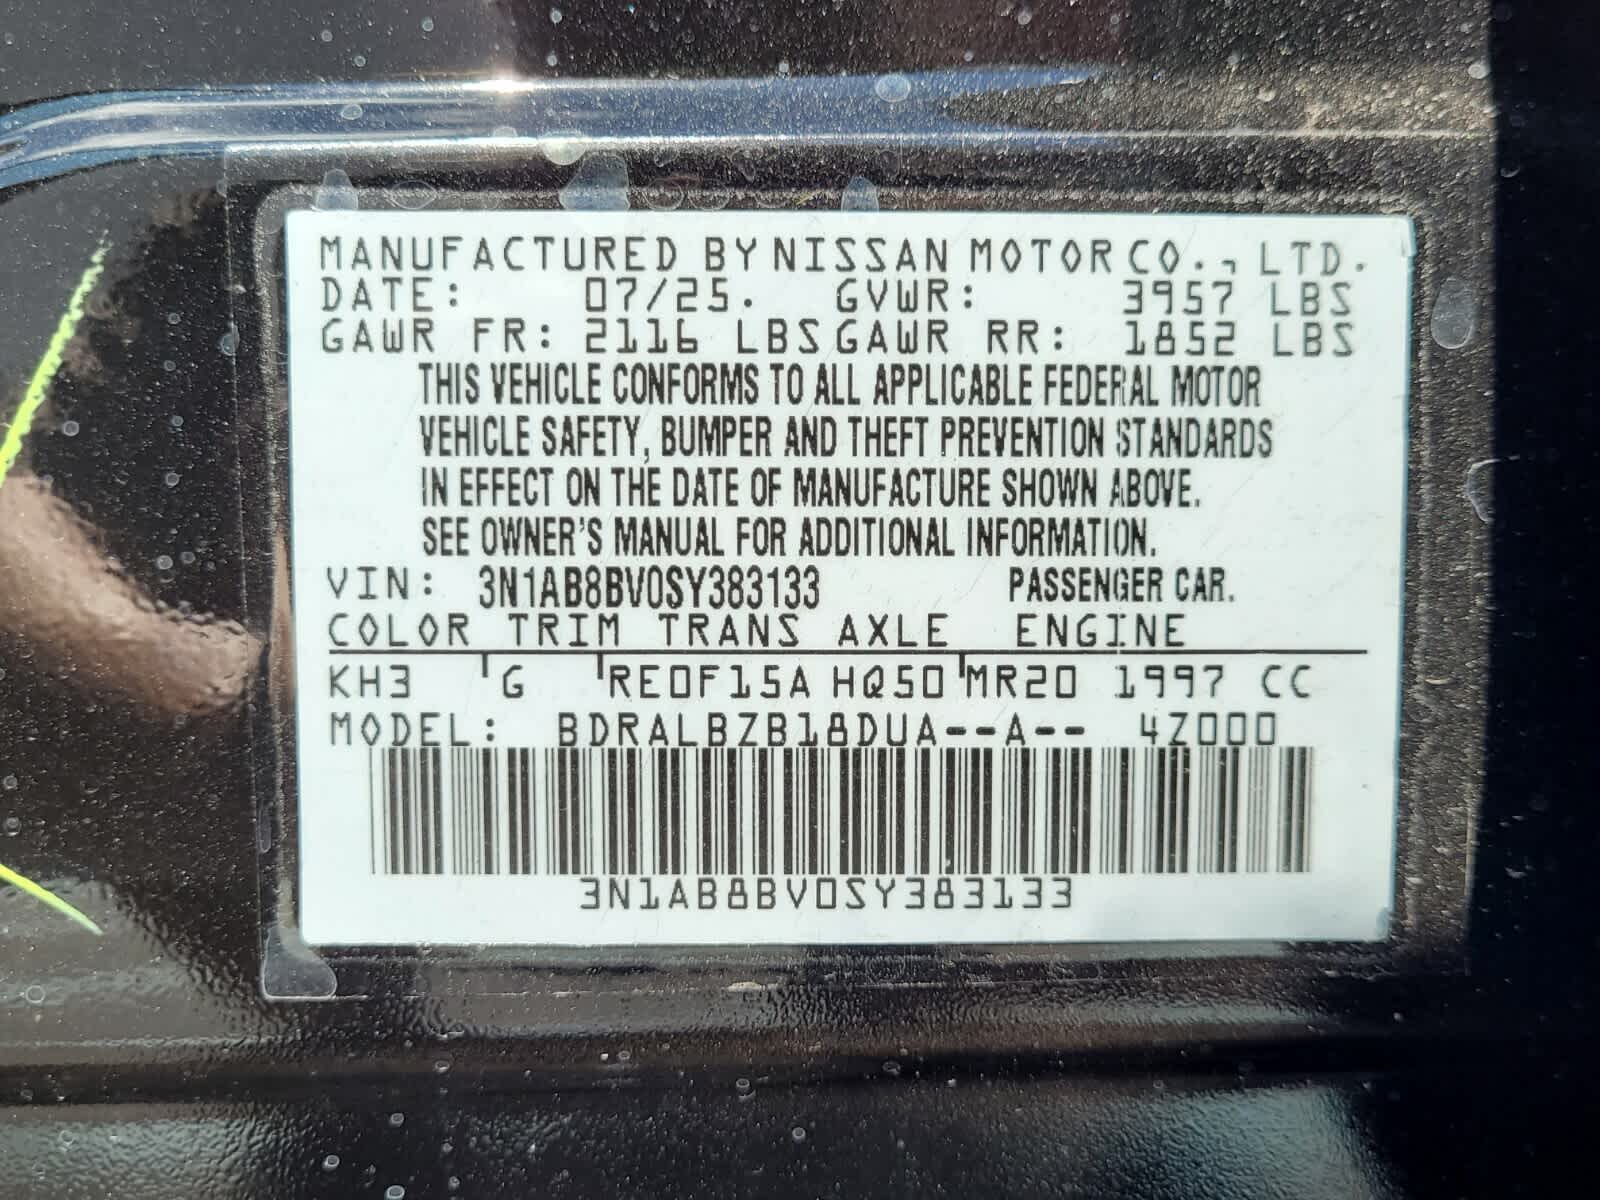 MANUFACTURED BY NISSAN MOTOR CO., LTD.
DATE: 07/25. GVWR: 3957 LBS
GAWR FR: 2116 LBS GAWR RR: 1852 LBS
THIS VEHICLE CONFORMS TO ALL APPLICABLE FEDERAL MOTOR
VEHICLE SAFETY, BUMPER AND THEFT PREVENTION STANDARDS
IN EFFECT ON THE DATE OF MANUFACTURE SHOWN ABOVE.
SEE OWNER'S MANUAL FOR ADDITIONAL INFORMATION.
VIN: 3N1AB8BV0SY383133 PASSENGER CAR.
COLOR TRIM TRANS AXLE ENGINE
KH3 G RE0F15A HQ50 MR20 1997 CC
MODEL: BDRALBZB18DUA--A-- 4Z000
3N1AB8BV0SY383133